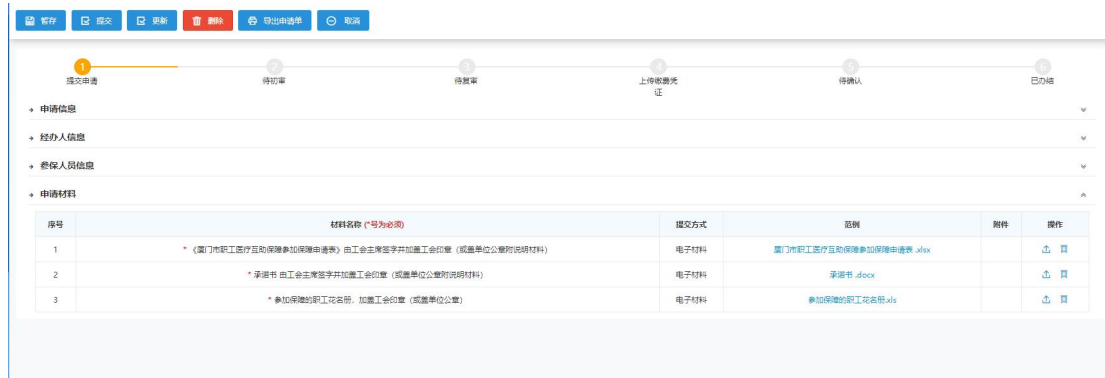 暂存 提交 更新 删除 导出申请单 取消
1 2 3 4 5 6
提交申请 待初审 待复审 上传缴费凭 待确认 已办结
证
申请信息
经办人信息
参保人员信息
申请材料
序号 材料名称 (*号为必须) 提交方式 范例 附件 操作
1 * 《厦门市职工医疗互助保障参加保障申请表》由工会主席签字并加盖工会印章（或盖单位公章附说明材料） 电子材料 厦门市职工医疗互助保障参加保障申请表 .xlsx
2 * 承诺书 由工会主席签字并加盖工会印章（或盖单位公章附说明材料） 电子材料 承诺书 .docx
3 * 参加保障的职工花名册，加盖工会印章（或盖单位公章） 电子材料 参加保障的职工花名册.xls